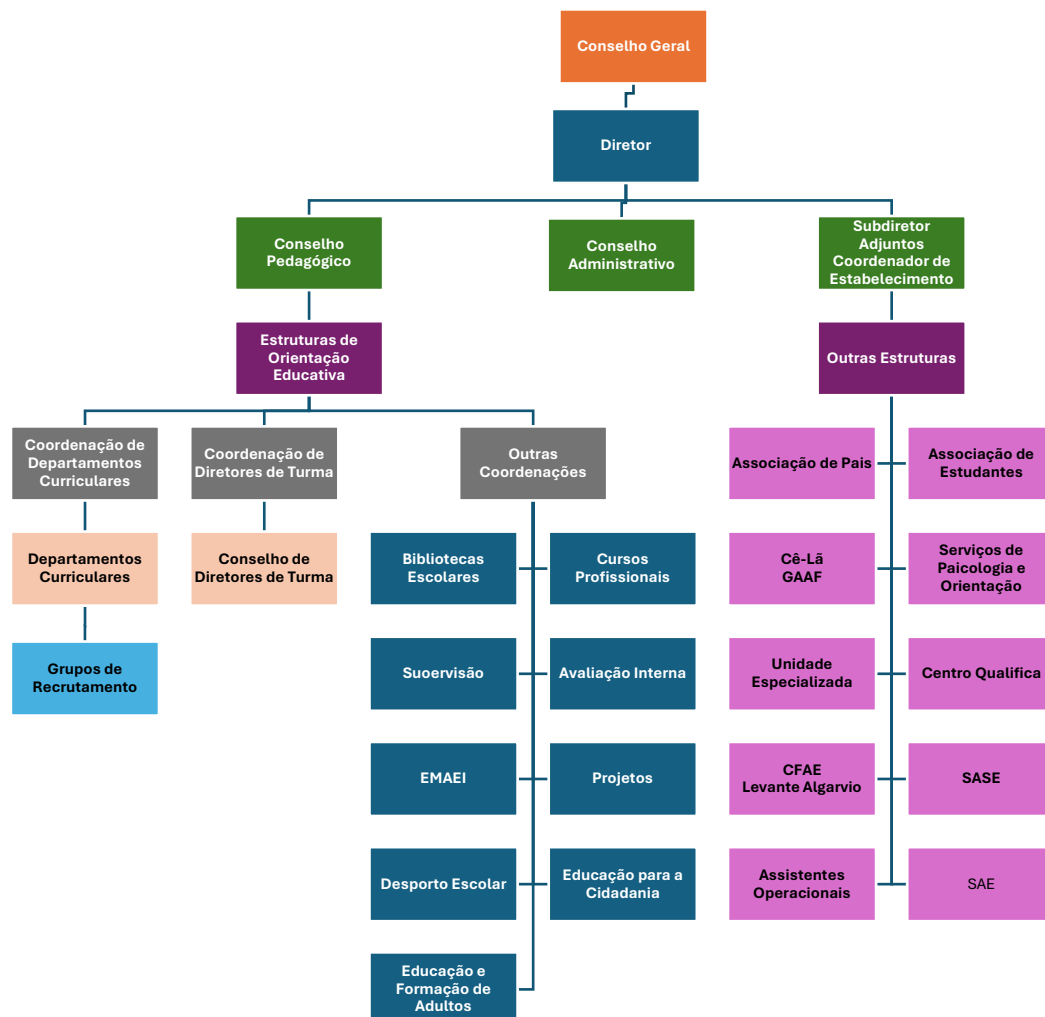 Conselho Geral
Diretor
Conselho
Pedagógico
Conselho
Administrativo
Subdiretor
Adjuntos
Coordenador de
Estabelecimento
Estruturas de
Orientação
Educativa
Outras Estruturas
Coordenação de
Departamentos
Curriculares
Coordenação de
Diretores de Turma
Outras
Coordenações
Departamentos
Curriculares
Conselho de
Diretores de Turma
Grupos de
Recrutamento
Bibliotecas
Escolares
Cursos
Profissionais
Suoervisão
Avaliação Interna
EMAEI
Projetos
Desporto Escolar
Educação para a
Cidadania
Educação e
Formação de
Adultos
Associação de Pais
Associação de
Estudantes
Cê-Lã
GAAF
Serviços de
Paicologia e
Orientação
Unidade
Especializada
Centro Qualifica
CFAE
Levante Algarvio
SASE
Assistentes
Operacionais
SAE